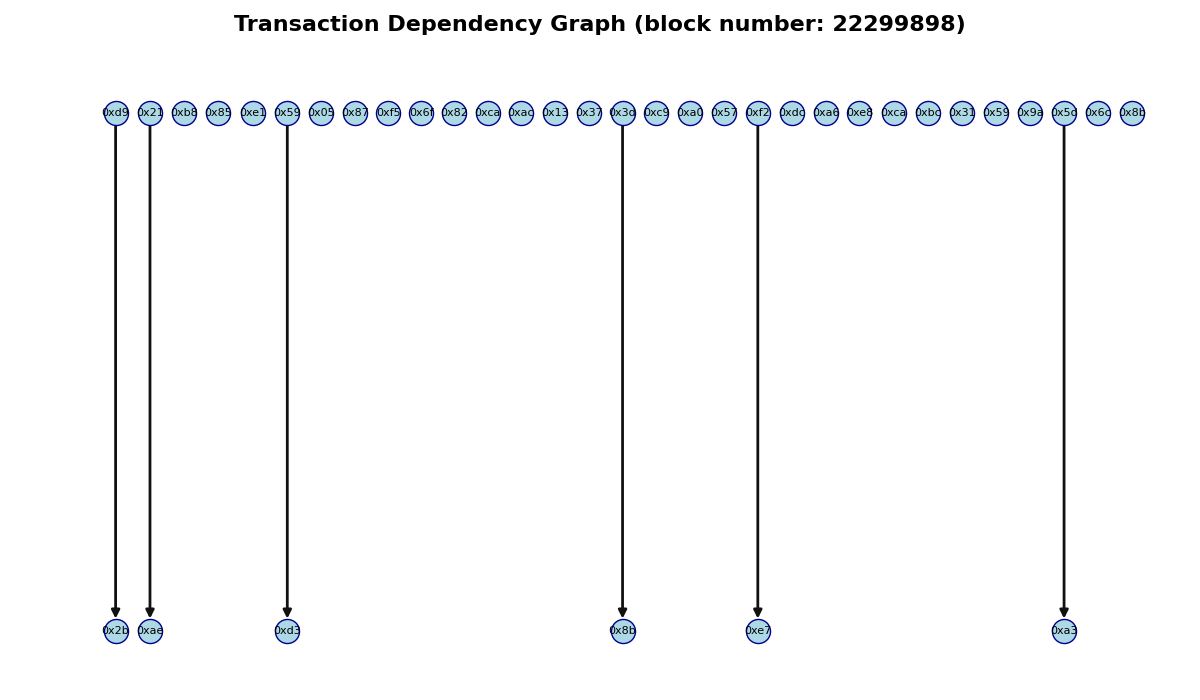 Transaction Dependency Graph (block number: 22299898)
0xd9 0x21 0xb8 0x85 0xe1 0x59 0x05 0x87 0xf5 0x6f 0x82 0xca 0xac 0x13 0x37 0x3d 0xc9 0xa0 0x57 0xf2 0xdc 0xa6 0xe8 0xca 0xbc 0x31 0x59 0x9a 0x5d 0x6c 0x8b
0x2b 0xae 0xd3 0x8b 0xe7 0xa3